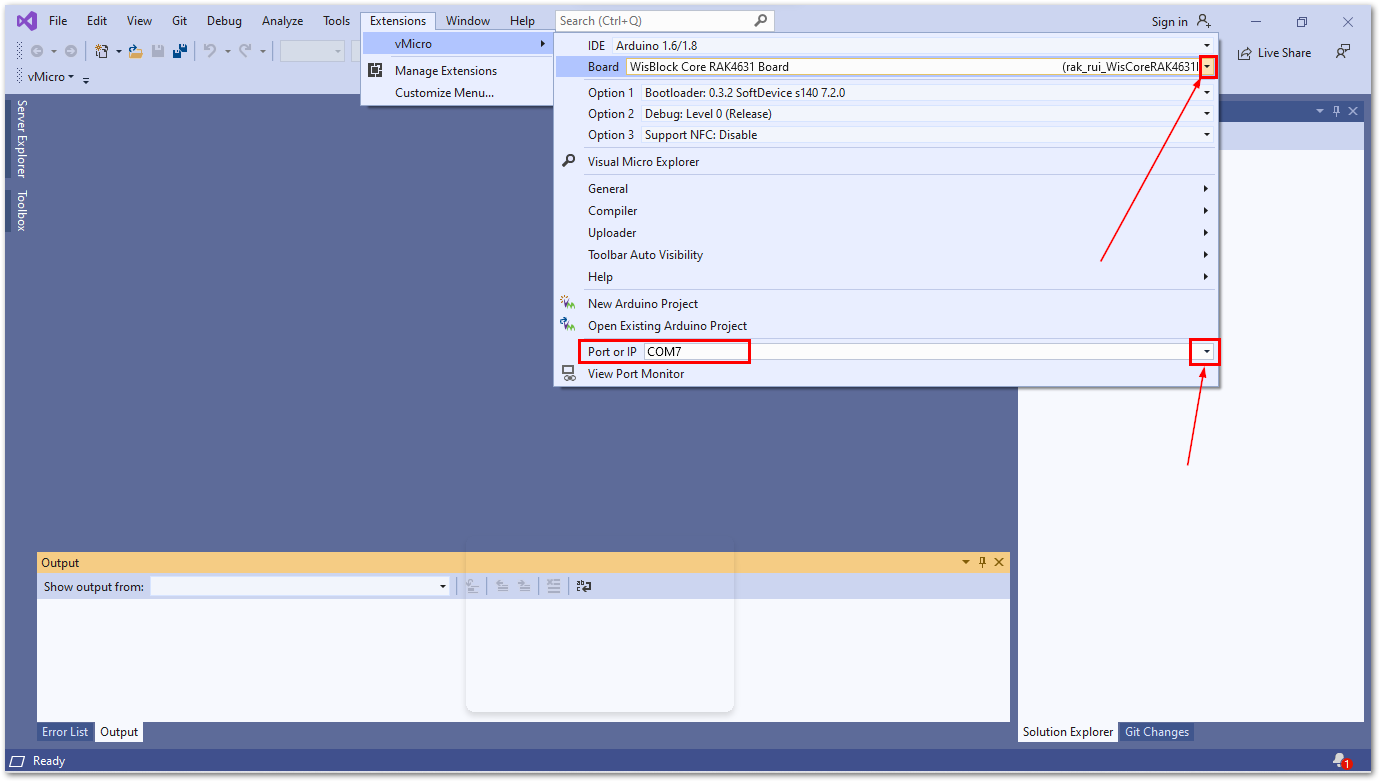 File Edit View Git Debug Analyze Tools Extensions Window Help Search (Ctrl+Q) Sign in
vMicro
IDE Arduino 1.6/1.8
Live Share
Board WisBlock Core RAK4631 Board (rak_rui_WisCoreRAK4631
Manage Extensions
vMicro
Customize Menu...
Option 1 Bootloader: 0.3.2 SoftDevice s140 7.2.0
Option 2 Debug: Level 0 (Release)
Option 3 Support NFC: Disable
Server Explorer
Toolbox
Visual Micro Explorer
General
Compiler
Uploader
Toolbar Auto Visibility
Help
New Arduino Project
Open Existing Arduino Project
Port or IP COM7
View Port Monitor
Output
Show output from:
Error List Output
Solution Explorer Git Changes
Ready
1